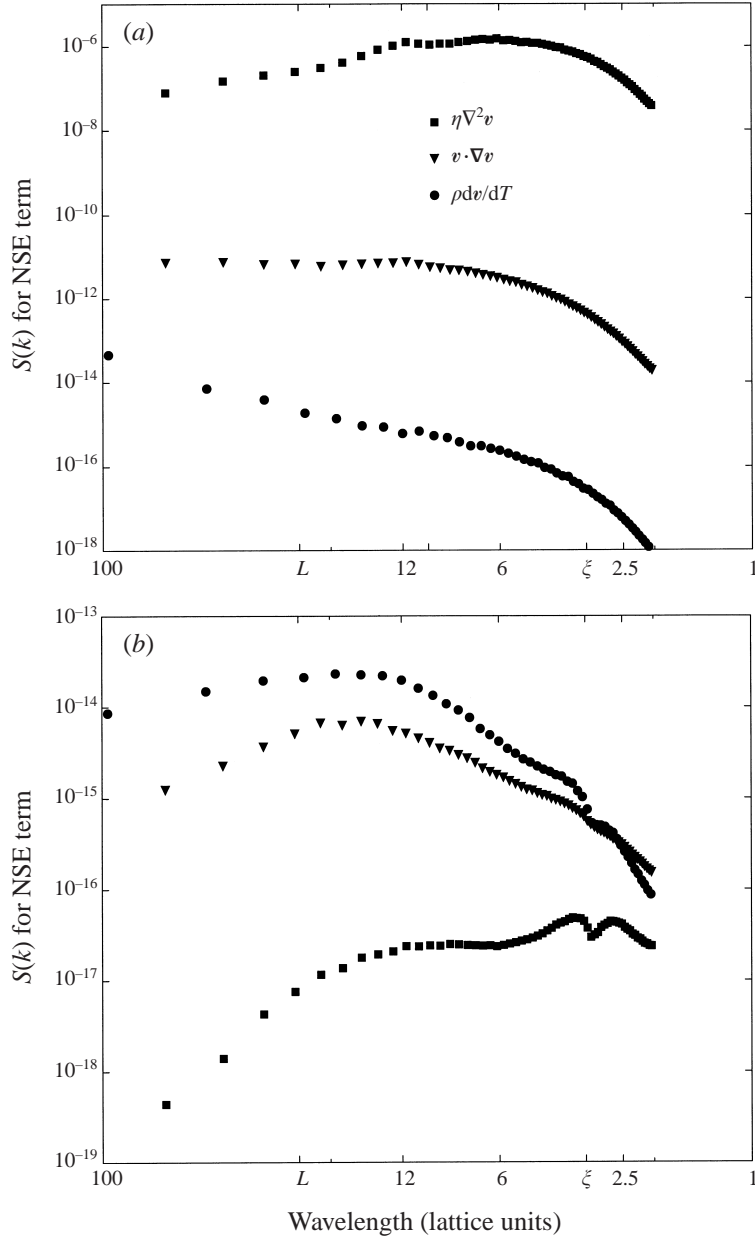 (a)
10⁻⁶
10⁻⁸
10⁻¹⁰
10⁻¹²
10⁻¹⁴
10⁻¹⁶
10⁻¹⁸
S(k) for NSE term
η∇²v
v·∇v
ρdv/dT
100 L 12 6 ξ 2.5 1
(b)
10⁻¹³
10⁻¹⁴
10⁻¹⁵
10⁻¹⁶
10⁻¹⁷
10⁻¹⁸
10⁻¹⁹
S(k) for NSE term
100 L 12 6 ξ 2.5 1
Wavelength (lattice units)